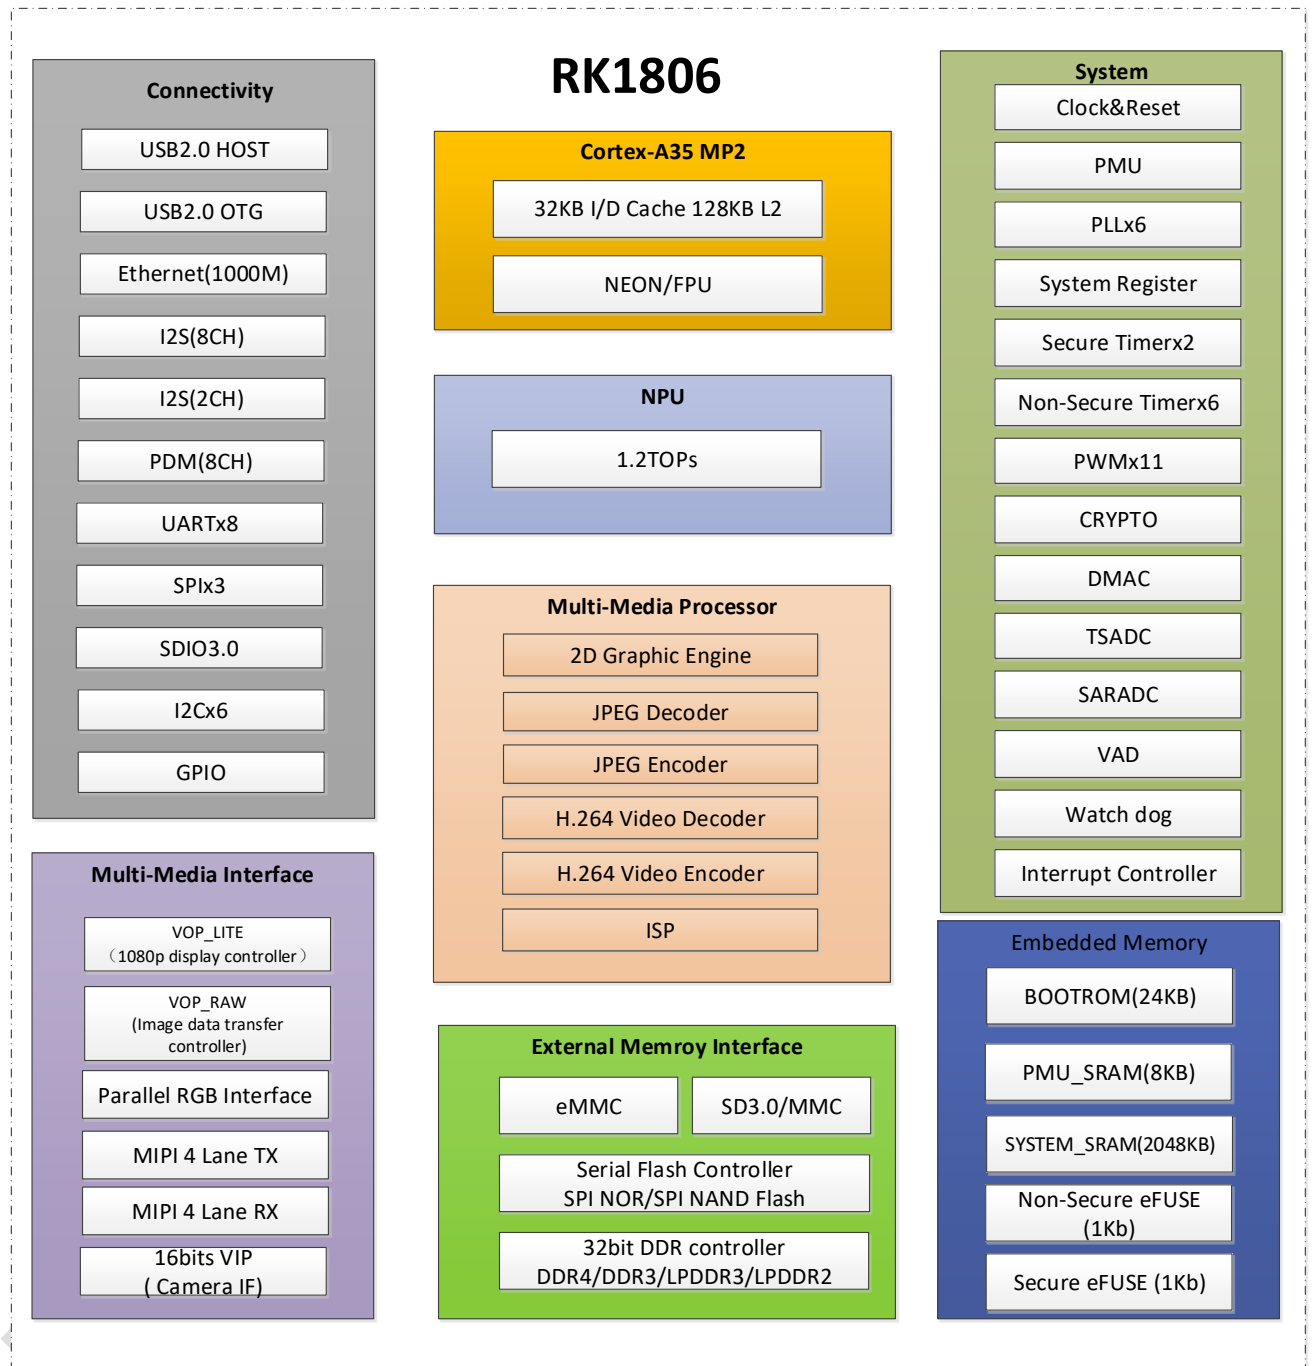 RK1806
Connectivity
USB2.0 HOST
USB2.0 OTG
Ethernet(1000M)
I2S(8CH)
I2S(2CH)
PDM(8CH)
UARTx8
SPIx3
SDIO3.0
I2Cx6
GPIO
Multi-Media Interface
VOP_LITE
（1080p display controller）
VOP_RAW
(Image data transfer
controller)
Parallel RGB Interface
MIPI 4 Lane TX
MIPI 4 Lane RX
16bits VIP
( Camera IF)
Cortex-A35 MP2
32KB I/D Cache 128KB L2
NEON/FPU
NPU
1.2TOPs
Multi-Media Processor
2D Graphic Engine
JPEG Decoder
JPEG Encoder
H.264 Video Decoder
H.264 Video Encoder
ISP
External Memroy Interface
eMMC
SD3.0/MMC
Serial Flash Controller
SPI NOR/SPI NAND Flash
32bit DDR controller
DDR4/DDR3/LPDDR3/LPDDR2
System
Clock&Reset
PMU
PLLx6
System Register
Secure Timerx2
Non-Secure Timerx6
PWMx11
CRYPTO
DMAC
TSADC
SARADC
VAD
Watch dog
Interrupt Controller
Embedded Memory
BOOTROM(24KB)
PMU_SRAM(8KB)
SYSTEM_SRAM(2048KB)
Non-Secure eFUSE
(1Kb)
Secure eFUSE (1Kb)